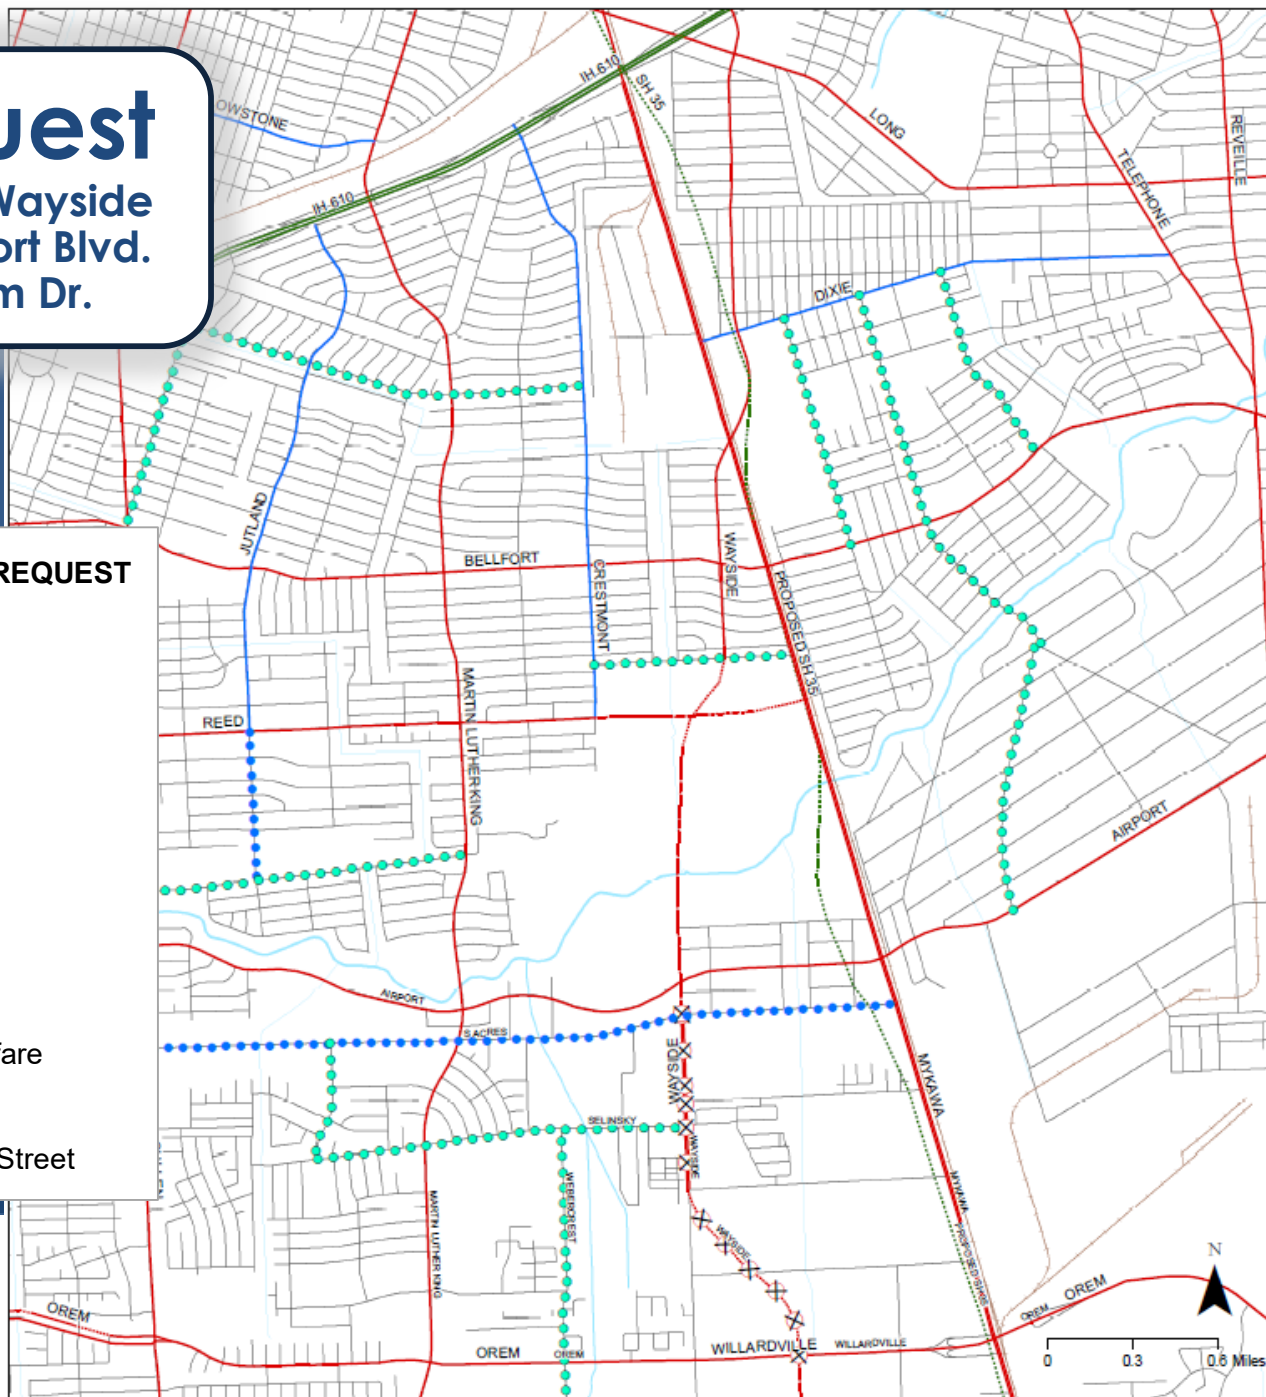 uest
Wayside
ort Blvd.
m Dr.
REQUEST
fare
Street
OWSTONE
IH 610
IH 610
SH 35
LONG
TELEPHONE
REVEILLE
DIXIE
JUTLAND
BELLFORT
CRESTMONT
WAYSIDE
PROPOSED SH 35
REED
MARTIN LUTHER KING
AIRPORT
AIRPORT
S ACRES
WAYSIDE
MYKAWA
SELINSKY
WAYSIDE
WEBERCREST
MARTIN LUTHER KING
WAYSIDE
MYKAWA
PROPOSED SH 35
OREM
OREM
OREM
WILLARDVILLE
WILLARDVILLE
OREM
OREM
N
0 0.3 0.6 Miles